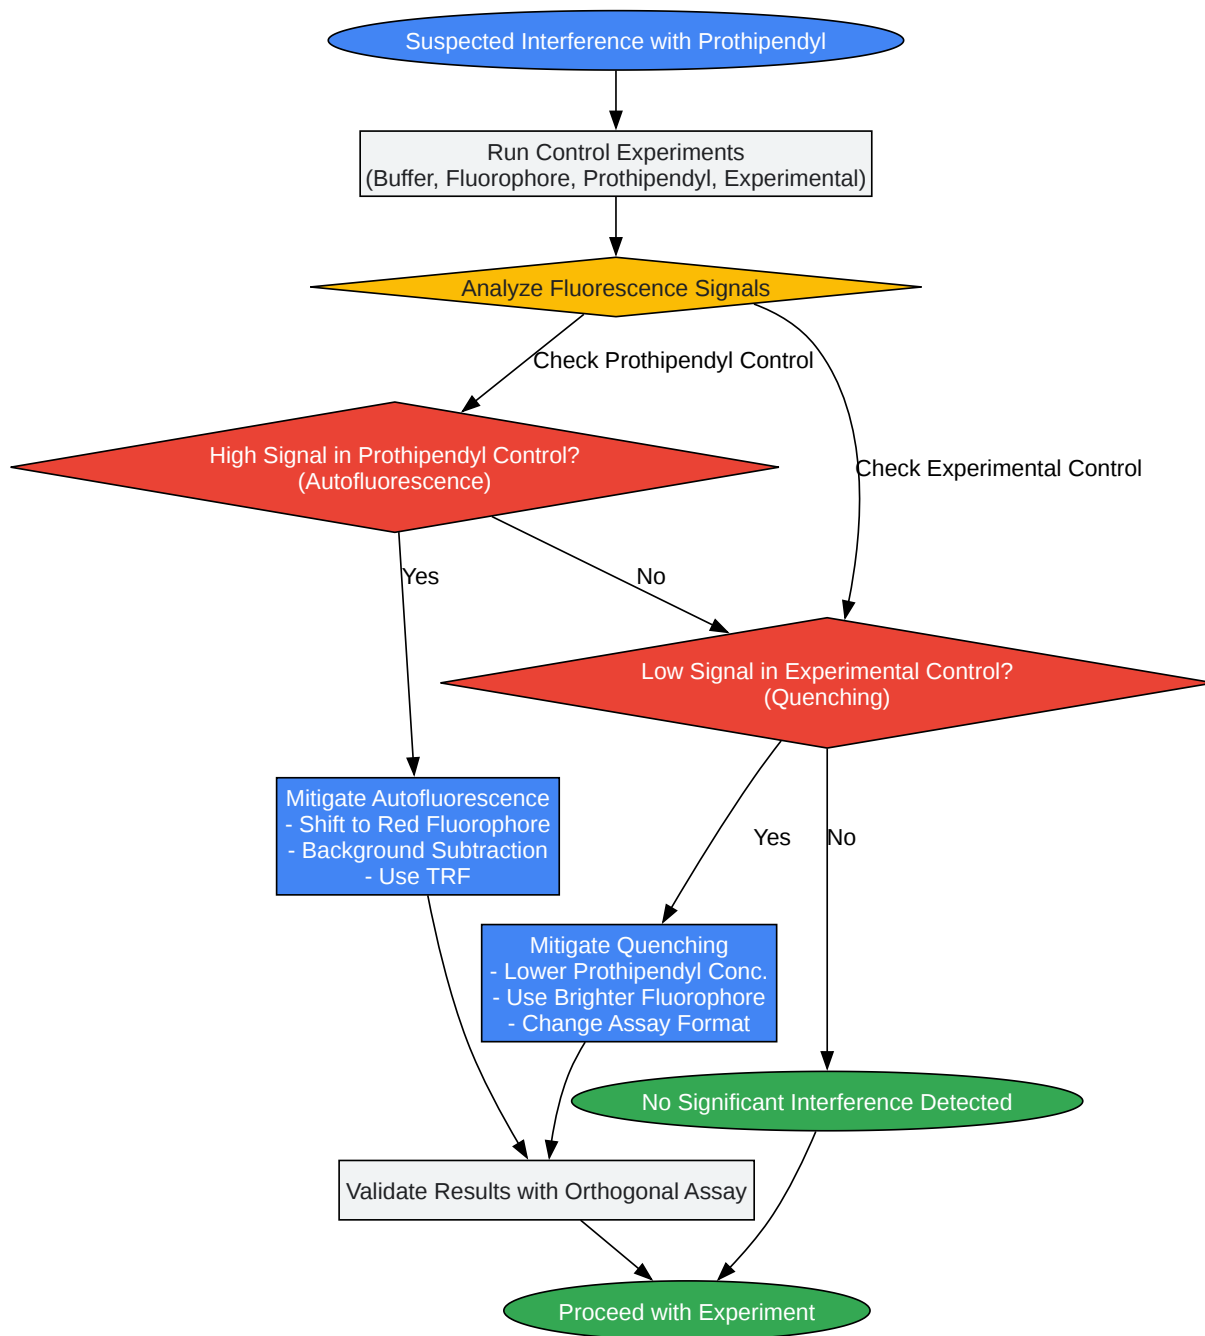 Suspected Interference with Prothipendyl
Run Control Experiments
(Buffer, Fluorophore, Prothipendyl, Experimental)
Analyze Fluorescence Signals
Check Prothipendyl Control
High Signal in Prothipendyl Control?
(Autofluorescence)
Check Experimental Control
Yes
No
Low Signal in Experimental Control?
(Quenching)
Mitigate Autofluorescence
- Shift to Red Fluorophore
- Background Subtraction
- Use TRF
Yes
No
Mitigate Quenching
- Lower Prothipendyl Conc.
- Use Brighter Fluorophore
- Change Assay Format
No Significant Interference Detected
Validate Results with Orthogonal Assay
Proceed with Experiment